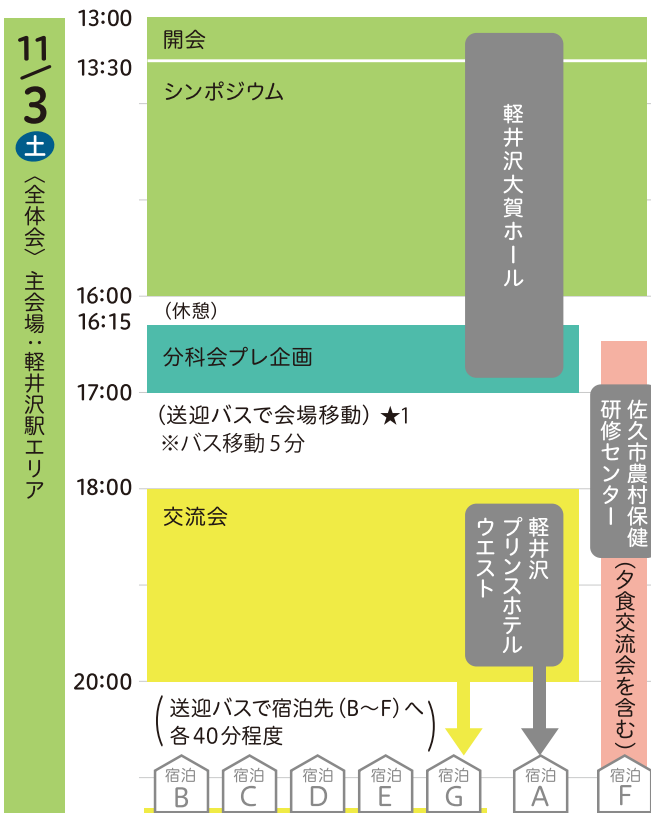 11/3
土
〈全体会〉主会場：軽井沢駅エリア
13:00
開会
13:30
シンポジウム
軽井沢大賀ホール
16:00
(休憩)
16:15
分科会プレ企画
17:00
(送迎バスで会場移動) ★1
※バス移動5分
佐久市農村保健
研修センター
(夕食交流会を含む)
18:00
交流会
軽井沢
プリンスホテル
ウエスト
20:00
(送迎バスで宿泊先(B～F)へ
各40分程度)
宿泊
B
宿泊
C
宿泊
D
宿泊
E
宿泊
G
宿泊
A
宿泊
F